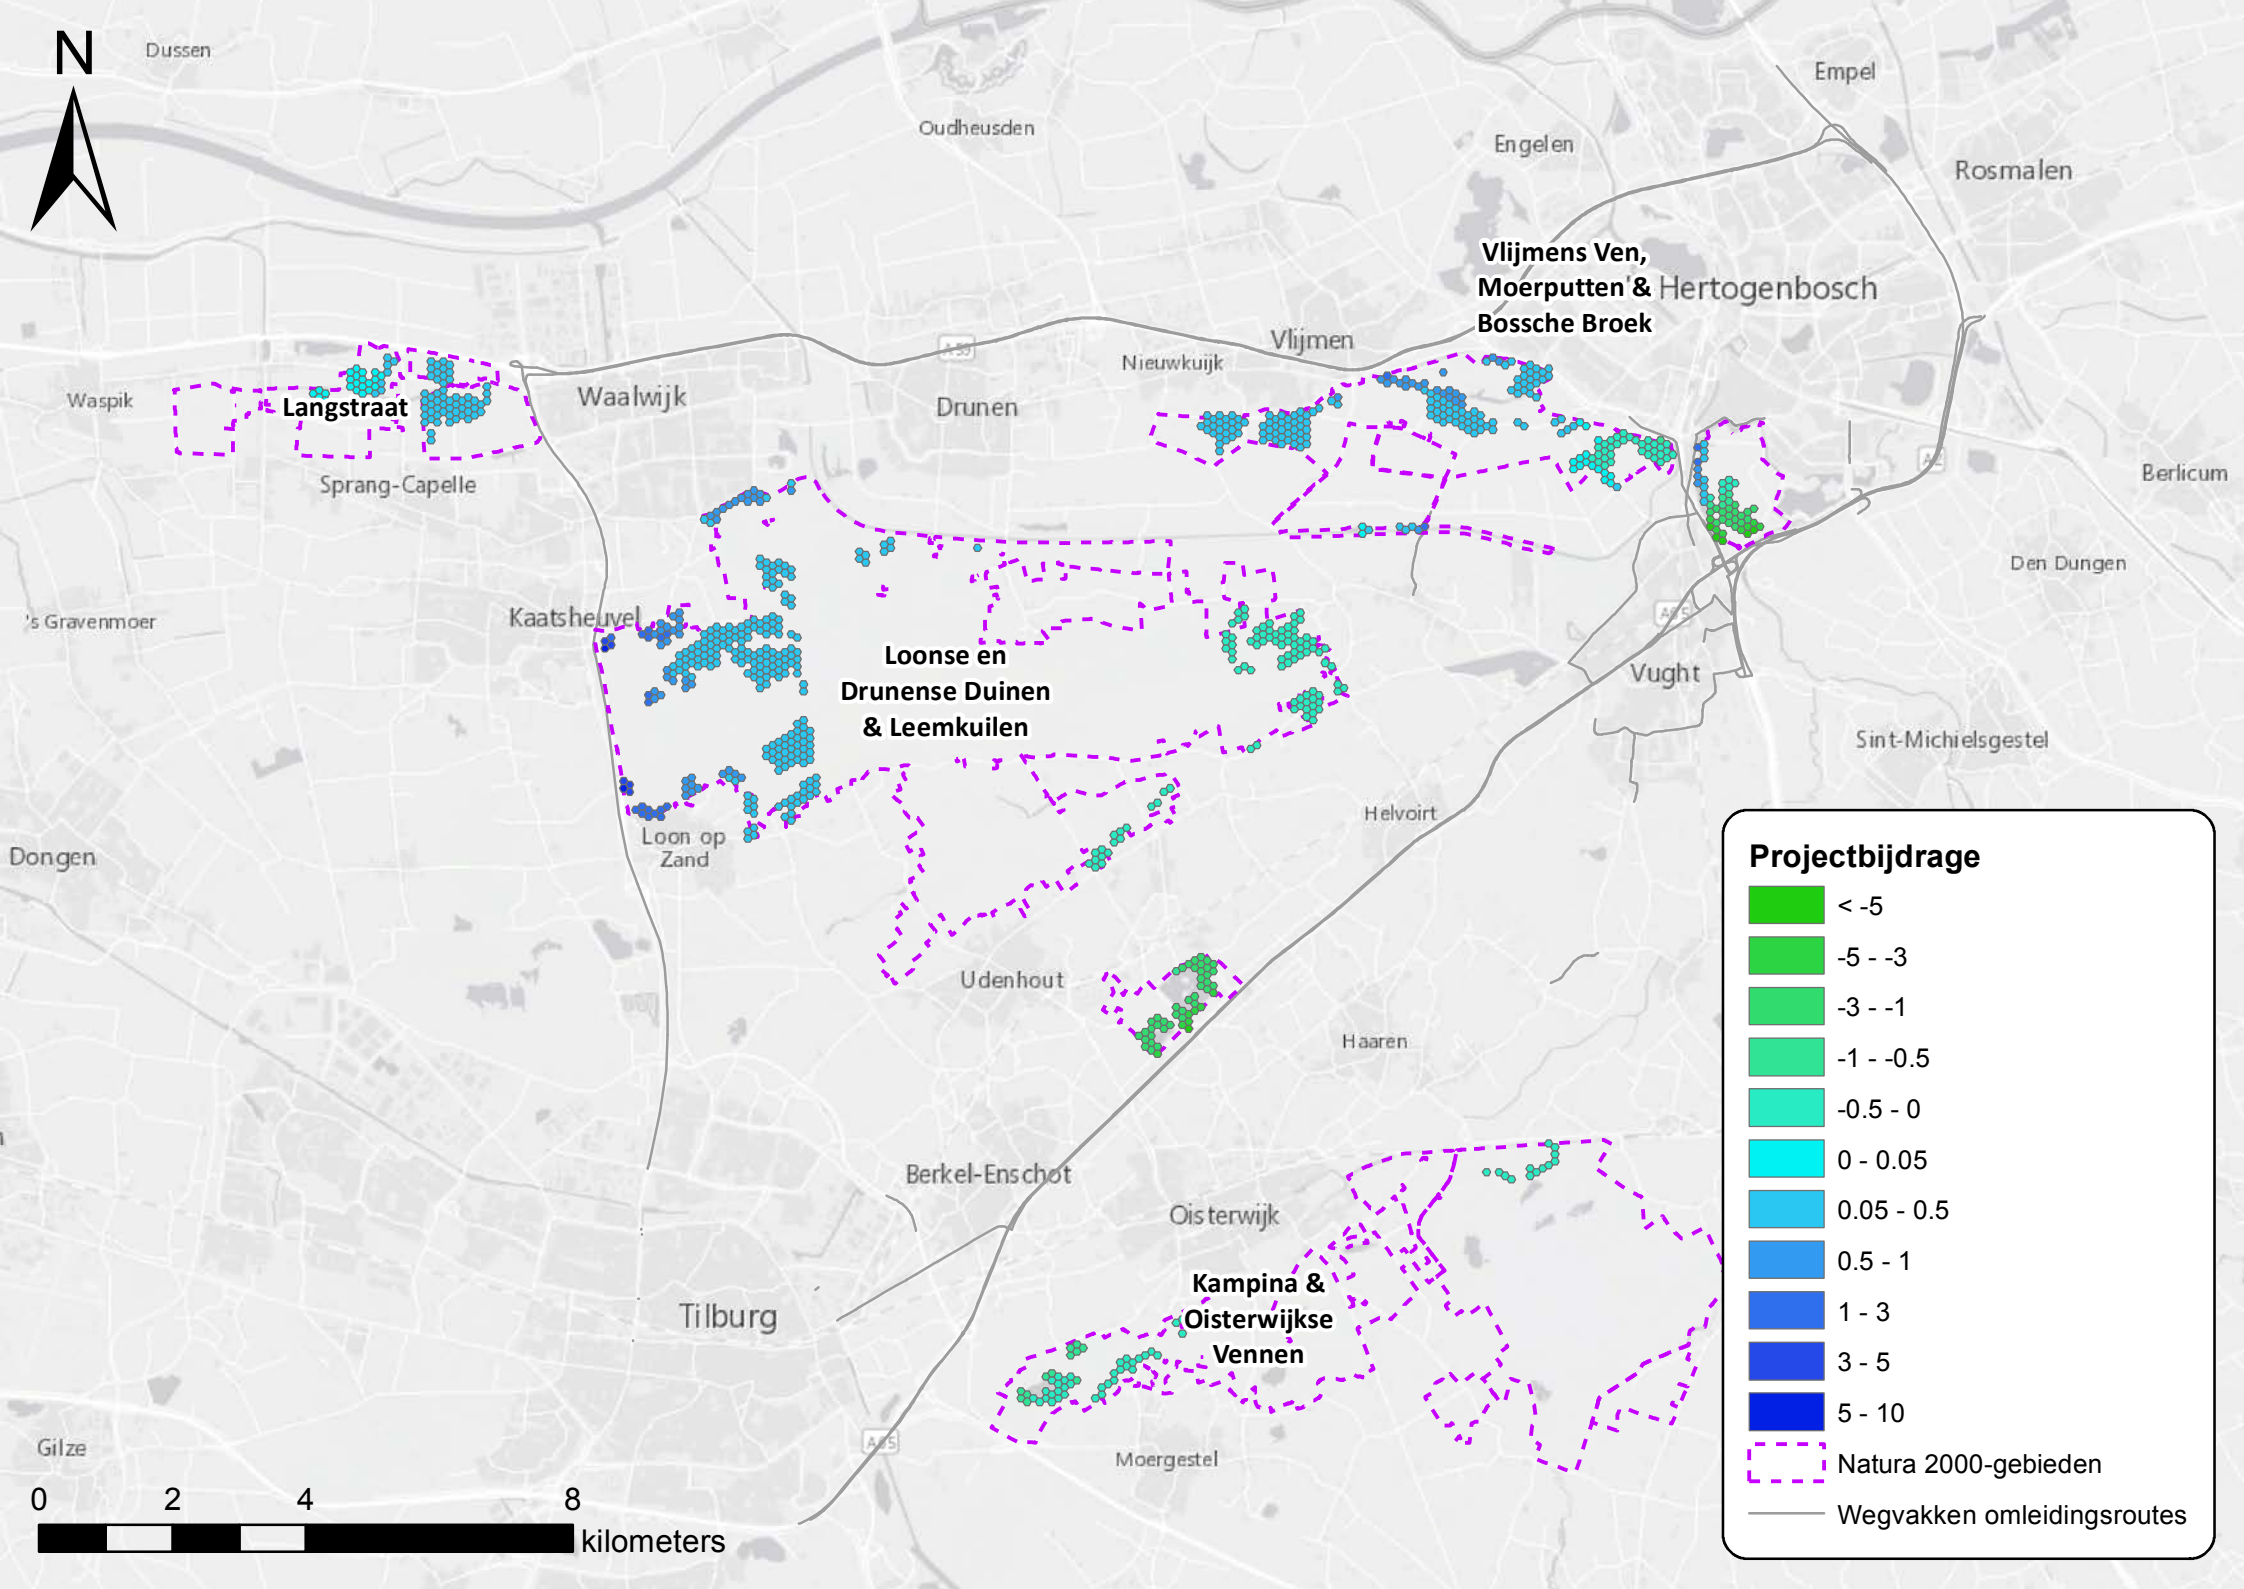 N
Dussen
Empel
Oudheusden
Engelen
Rosmalen
Vlijmens Ven,
Moerputten &
Bossche Broek
Hertogenbosch
Vlijmen
A59
Nieuwkuijk
Waspik
Langstraat
Waalwijk
Drunen
Sprang-Capelle
A2
Berlicum
Den Dungen
's Gravenmoer
Kaatsheuvel
A65
Loonse en
Drunense Duinen
& Leemkuilen
Vught
Sint-Michielsgestel
Loon op
Zand
Helvoirt
Dongen
Udenhout
Haaren
Berkel-Enschot
Oisterwijk
Kampina &
Oisterwijkse
Vennen
Tilburg
A65
Moergestel
Gilze
0 2 4 8
kilometers
Projectbijdrage
< -5
-5 - -3
-3 - -1
-1 - -0.5
-0.5 - 0
0 - 0.05
0.05 - 0.5
0.5 - 1
1 - 3
3 - 5
5 - 10
Natura 2000-gebieden
Wegvakken omleidingsroutes